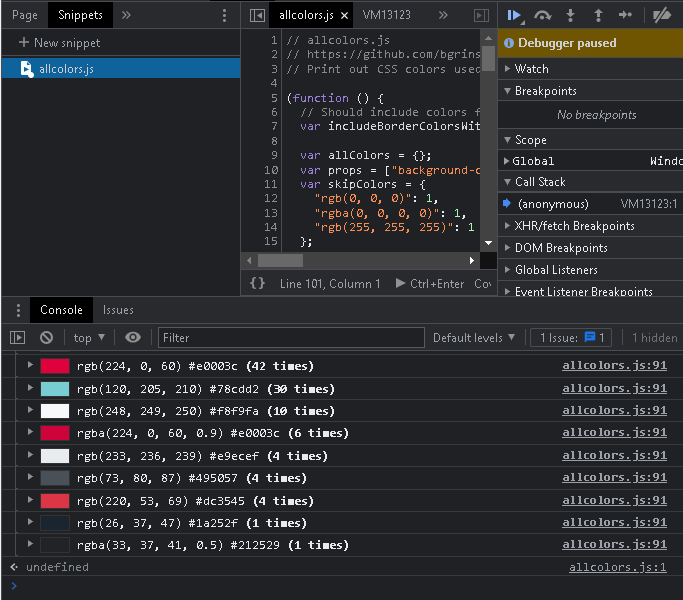 Page Snippets
New snippet
allcolors.js
allcolors.js VM13123
1 // allcolors.js
2 // https://github.com/bgrins
3 // Print out CSS colors used
4
5 (function () {
6 // Should include colors f
7 var includeBorderColorsWit
8
9 var allColors = {};
10 var props = ["background-c
11 var skipColors = {
12 "rgb(0, 0, 0)": 1,
13 "rgba(0, 0, 0, 0)": 1,
14 "rgb(255, 255, 255)": 1
15 };
{} Line 101, Column 1 Ctrl+Enter Cov
Debugger paused
Watch
Breakpoints
No breakpoints
Scope
Global Windo
Call Stack
(anonymous) VM13123:1
XHR/fetch Breakpoints
DOM Breakpoints
Global Listeners
Event Listener Breakpoints
Console Issues
top Filter Default levels 1 Issue: 1 1 hidden
rgb(224, 0, 60) #e0003c (42 times) allcolors.js:91
rgb(120, 205, 210) #78cdd2 (30 times) allcolors.js:91
rgb(248, 249, 250) #f8f9fa (10 times) allcolors.js:91
rgba(224, 0, 60, 0.9) #e0003c (6 times) allcolors.js:91
rgb(233, 236, 239) #e9ecef (4 times) allcolors.js:91
rgb(73, 80, 87) #495057 (4 times) allcolors.js:91
rgb(220, 53, 69) #dc3545 (4 times) allcolors.js:91
rgb(26, 37, 47) #1a252f (1 times) allcolors.js:91
rgba(33, 37, 41, 0.5) #212529 (1 times) allcolors.js:91
undefined allcolors.js:1